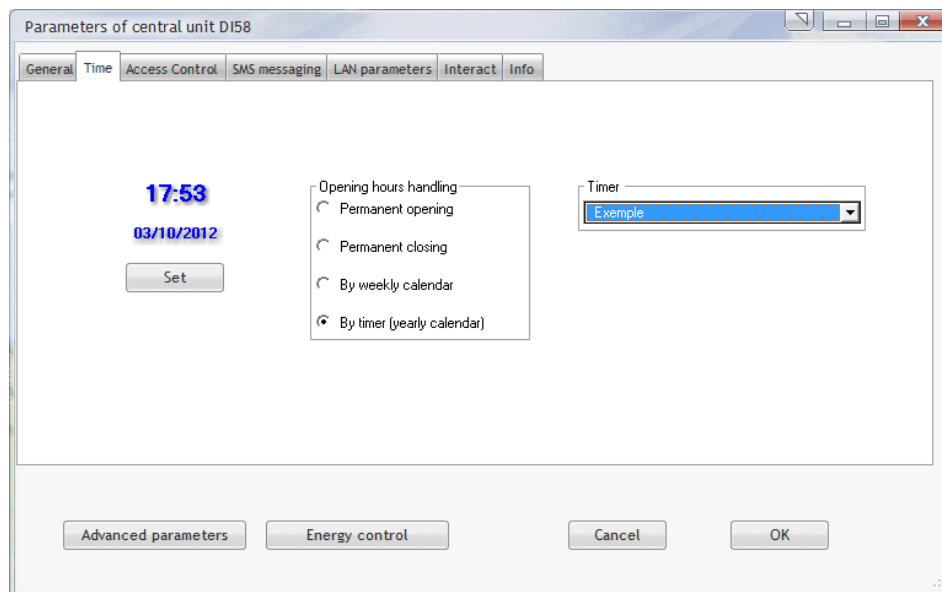 Parameters of central unit DI58
General Time Access Control SMS messaging LAN parameters Interact Info
17:53
03/10/2012
Set
Opening hours handling
Permanent opening
Permanent closing
By weekly calendar
By timer (yearly calendar)
Timer
Exemple
Advanced parameters Energy control Cancel OK